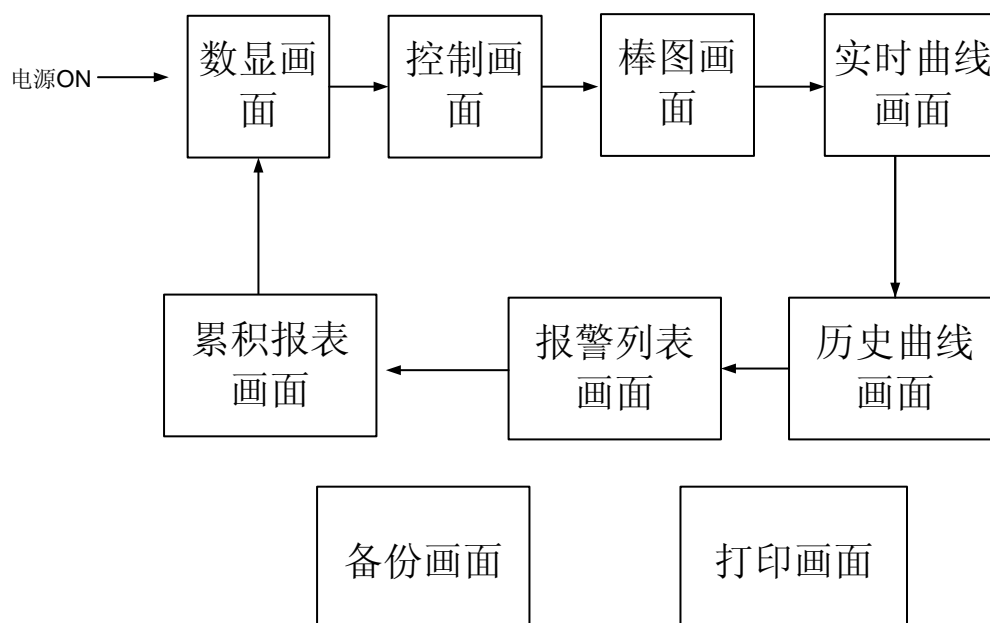 电源ON
数显画
面
控制画
面
棒图画
面
实时曲线
画面
累积报表
画面
报警列表
画面
历史曲线
画面
备份画面
打印画面